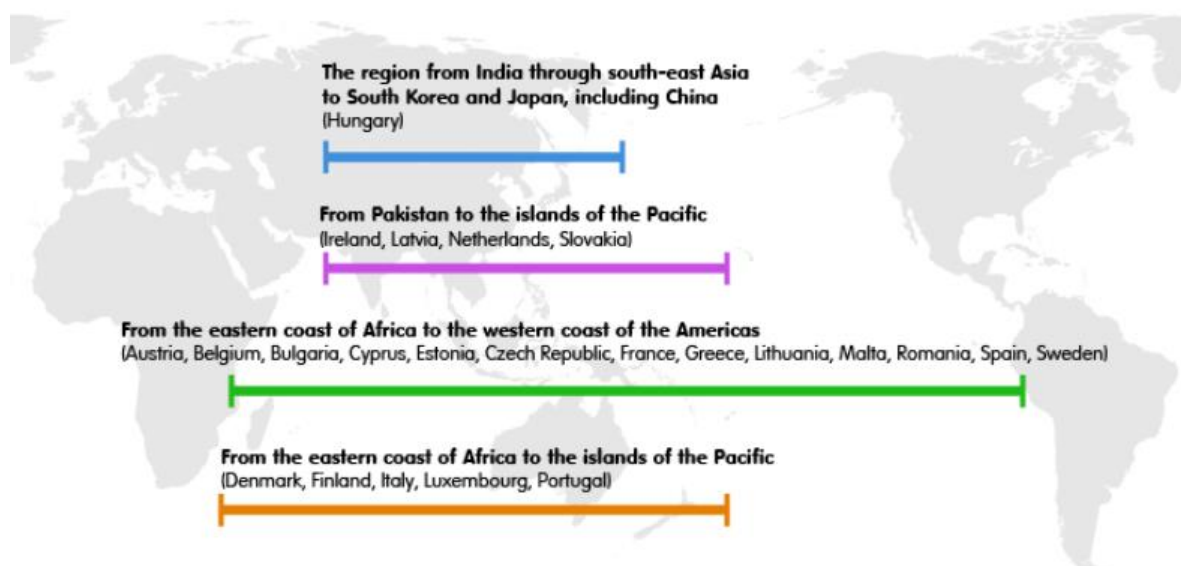 The region from India through south-east Asia
to South Korea and Japan, including China
(Hungary)
From Pakistan to the islands of the Pacific
(Ireland, Latvia, Netherlands, Slovakia)
From the eastern coast of Africa to the western coast of the Americas
(Austria, Belgium, Bulgaria, Cyprus, Estonia, Czech Republic, France, Greece, Lithuania, Malta, Romania, Spain, Sweden)
From the eastern coast of Africa to the islands of the Pacific
(Denmark, Finland, Italy, Luxembourg, Portugal)